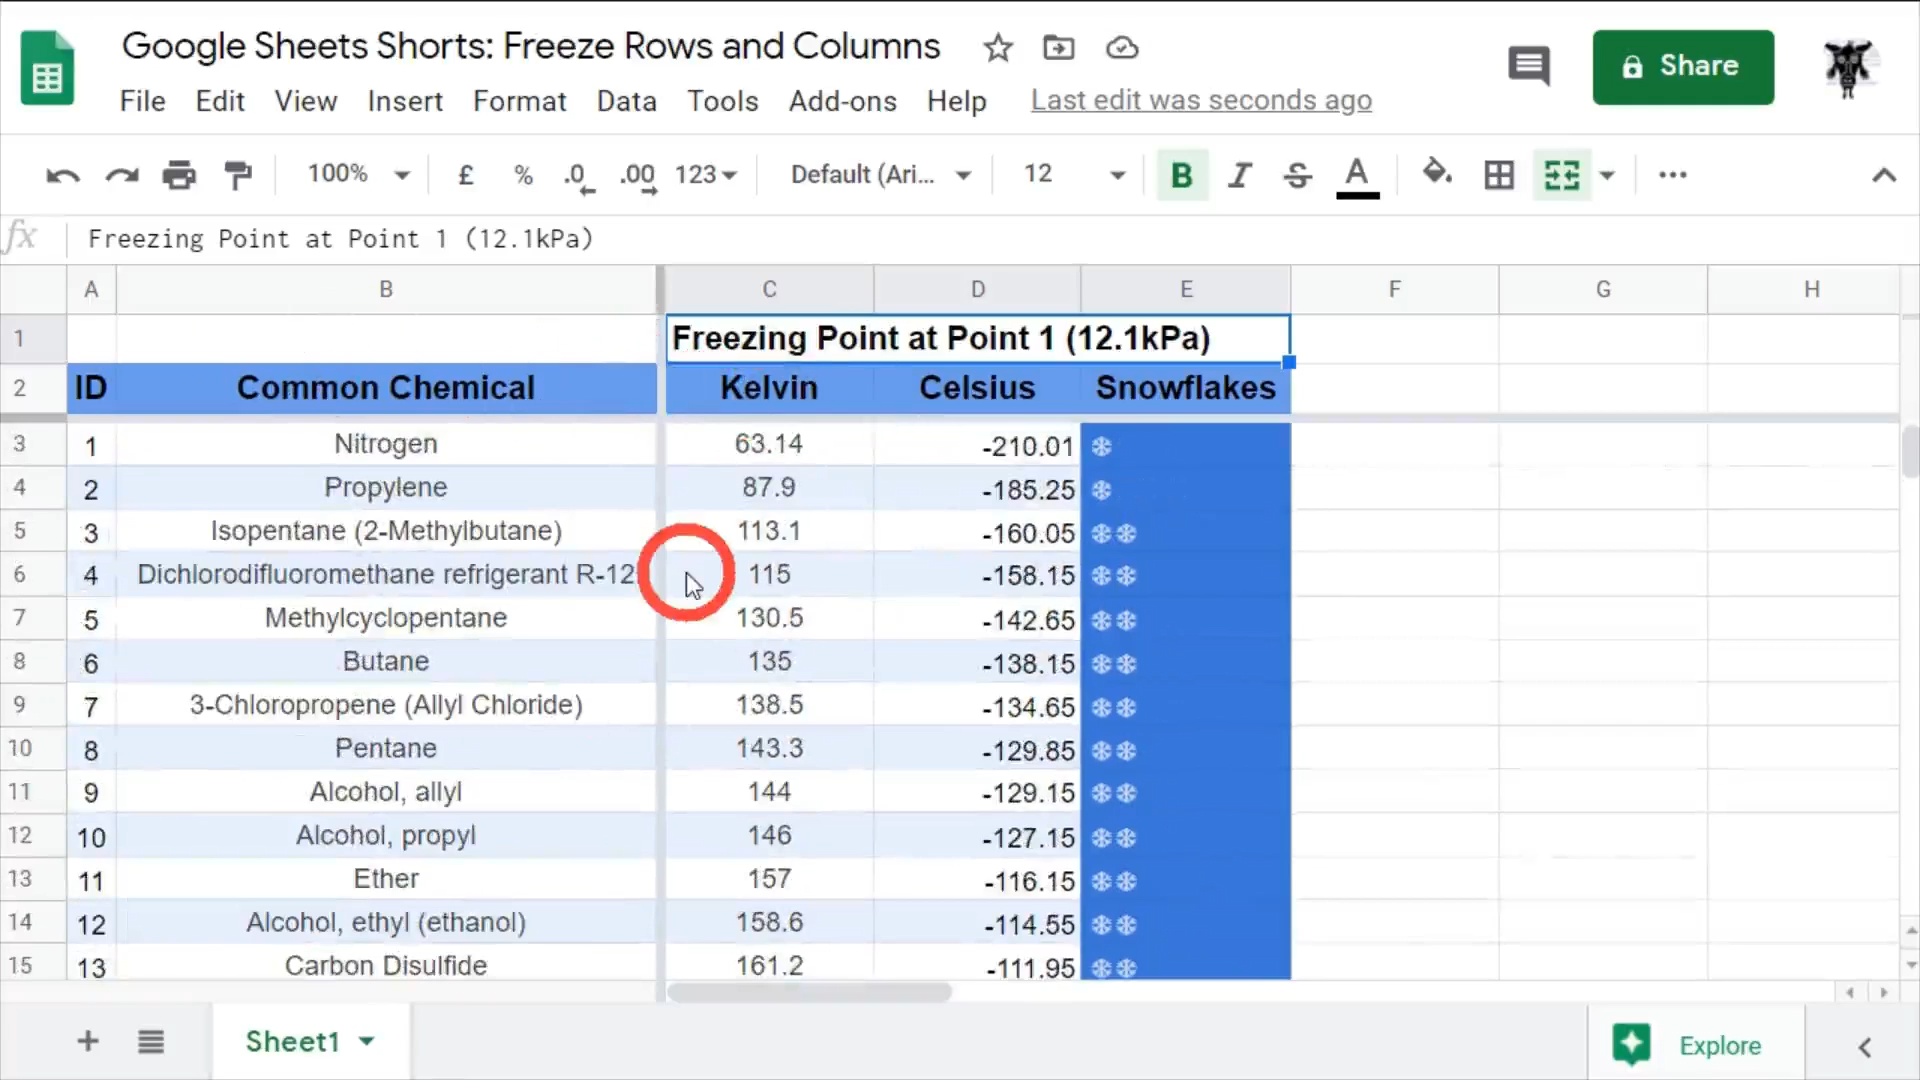 Google Sheets Shorts: Freeze Rows and Columns
Share
File Edit View Insert Format Data Tools Add-ons Help Last edit was seconds ago
100% £ % .0 .00 123 Default (Ari... 12 B I S A
fx Freezing Point at Point 1 (12.1kPa)
A B C D E F G H
1 Freezing Point at Point 1 (12.1kPa)
2 ID Common Chemical Kelvin Celsius Snowflakes
3 1 Nitrogen 63.14 -210.01 ❄
4 2 Propylene 87.9 -185.25 ❄
5 3 Isopentane (2-Methylbutane) 113.1 -160.05 ❄❄
6 4 Dichlorodifluoromethane refrigerant R-12 115 -158.15 ❄❄
7 5 Methylcyclopentane 130.5 -142.65 ❄❄
8 6 Butane 135 -138.15 ❄❄
9 7 3-Chloropropene (Allyl Chloride) 138.5 -134.65 ❄❄
10 8 Pentane 143.3 -129.85 ❄❄
11 9 Alcohol, allyl 144 -129.15 ❄❄
12 10 Alcohol, propyl 146 -127.15 ❄❄
13 11 Ether 157 -116.15 ❄❄
14 12 Alcohol, ethyl (ethanol) 158.6 -114.55 ❄❄
15 13 Carbon Disulfide 161.2 -111.95 ❄❄
Sheet1 Explore